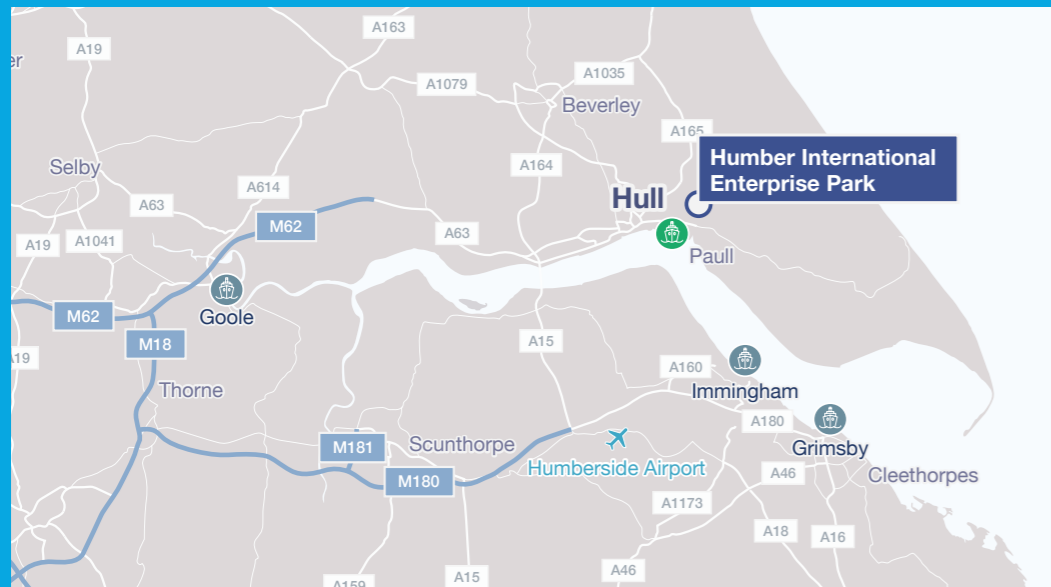 A163
A19
er
A1035
A1079
Beverley
A165
Humber International
Enterprise Park
A164
Selby
A614
Hull
A63
M62
A63
A19
A1041
Paull
M62
Goole
M18
A15
A19
A160
Immingham
Thorne
A180
M181
Scunthorpe
Grimsby
Humberside Airport
A46
Cleethorpes
M180
A1173
A18
A16
A46
A15
A159